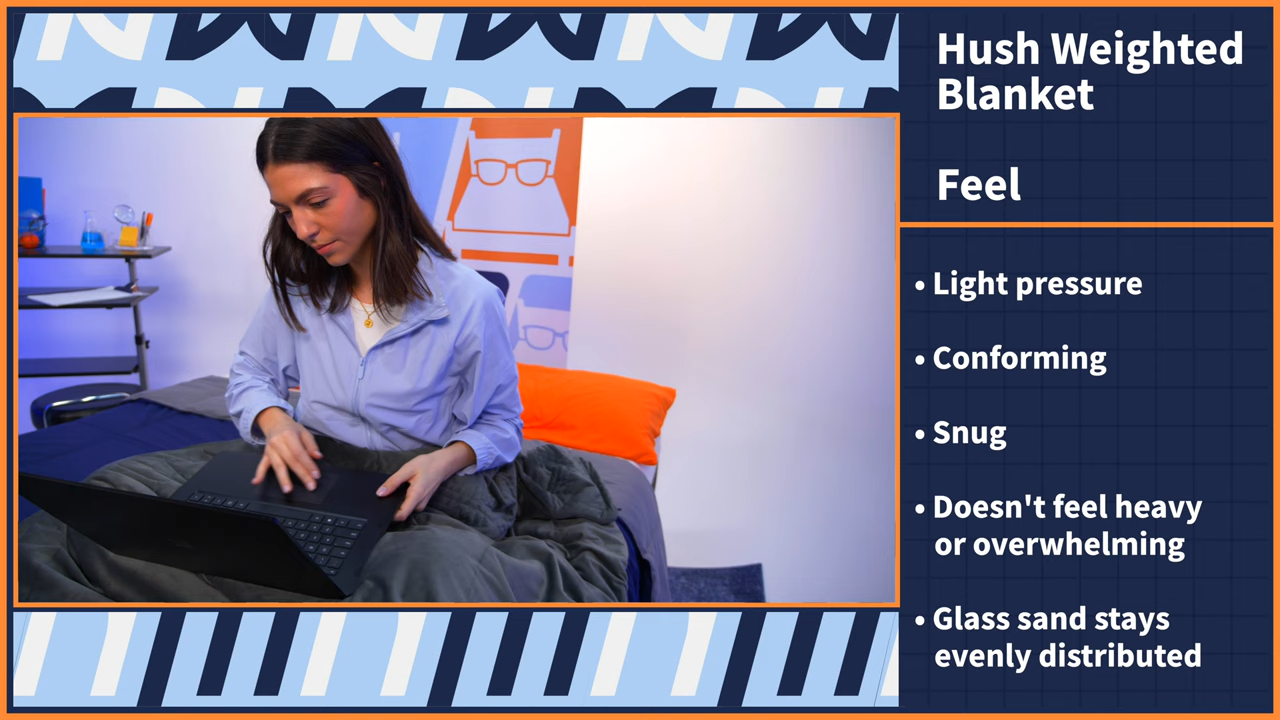 Hush Weighted
Blanket
Feel
• Light pressure
• Conforming
• Snug
• Doesn't feel heavy
or overwhelming
• Glass sand stays
evenly distributed